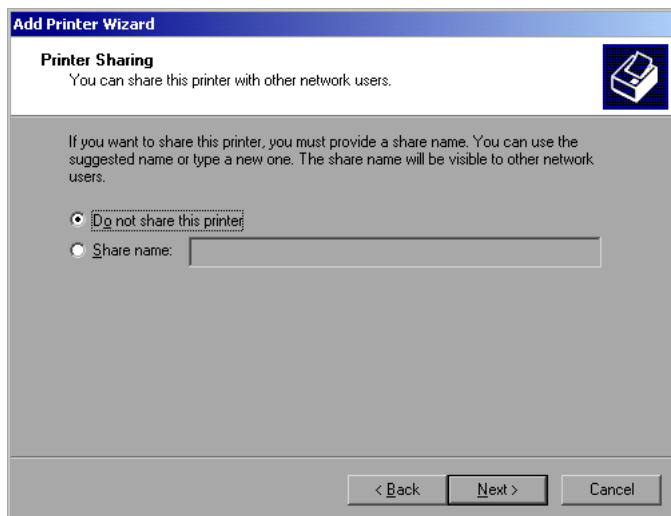 Add Printer Wizard
Printer Sharing
You can share this printer with other network users.
If you want to share this printer, you must provide a share name. You can use the
suggested name or type a new one. The share name will be visible to other network
users.
Do not share this printer
Share name:
< Back Next > Cancel